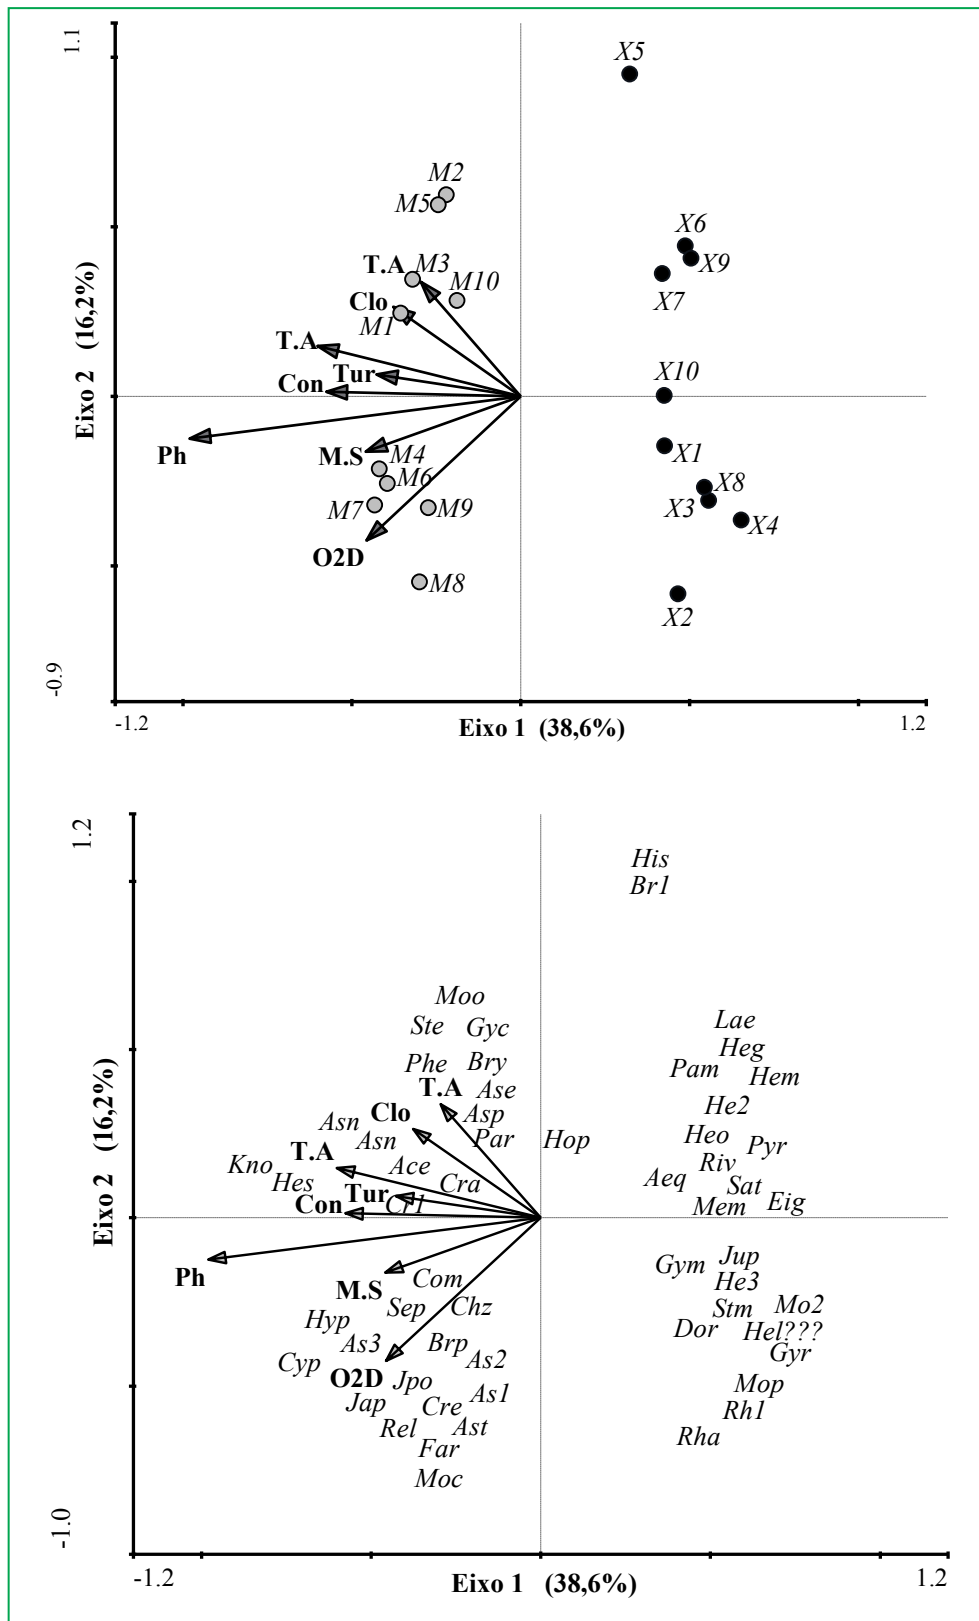 1.1
X5
M2
M5
X6
T.A
M3
X9
M10
X7
Clo
M1
T.A
Tur
X10
Con
Eixo 2 (16,2%)
Ph
M.S
M4
X1
M6
X8
M7
M9
X3
X4
O2D
M8
X2
-0.9
-1.2
Eixo 1 (38,6%)
1.2
1.2
His
Br1
Moo
Ste
Gyc
Lae
Heg
Phe
Bry
Pam
Hem
T.A
Ase
Clo
Asp
He2
Asn
Asn
Par
Hop
Heo
Pyr
T.A
Kno
Ace
Riv
Hes
Cra
Aeq
Sat
Tur
Con
Cr1
Mem
Eig
Eixo 2 (16,2%)
Ph
Com
Gym
Jup
M.S
He3
Sep
Chz
Stm
Mo2
Hyp
Dor
Hel???
As3
Brp
As2
Gyr
Cyp
O2D
Jpo
As1
Mop
Jap
Cre
Rh1
Rel
Ast
Rha
Far
Moc
-1.0
-1.2
Eixo 1 (38,6%)
1.2